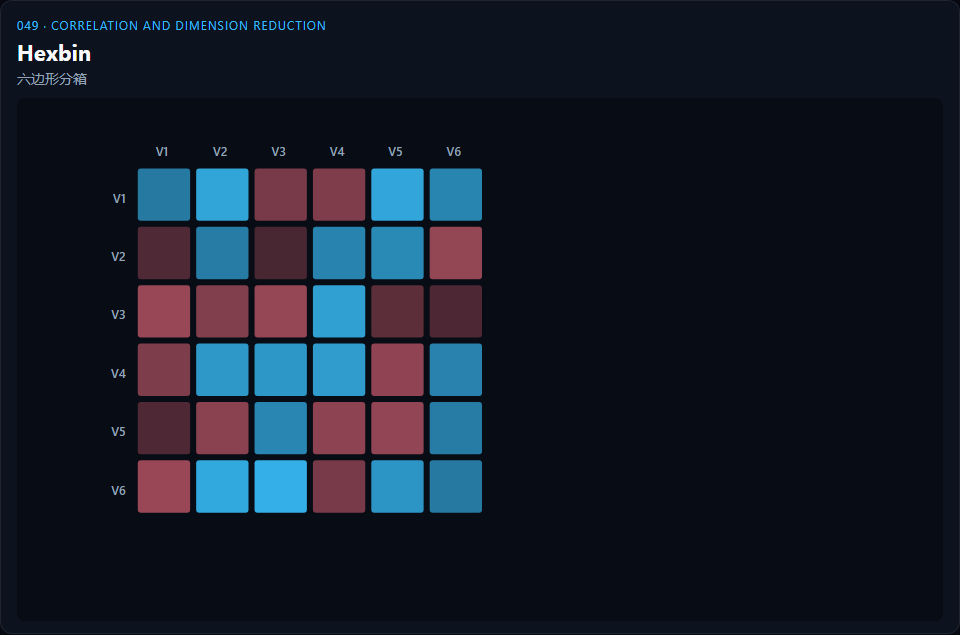 049 · CORRELATION AND DIMENSION REDUCTION
Hexbin
六边形分箱
V1 V2 V3 V4 V5 V6
V1
V2
V3
V4
V5
V6